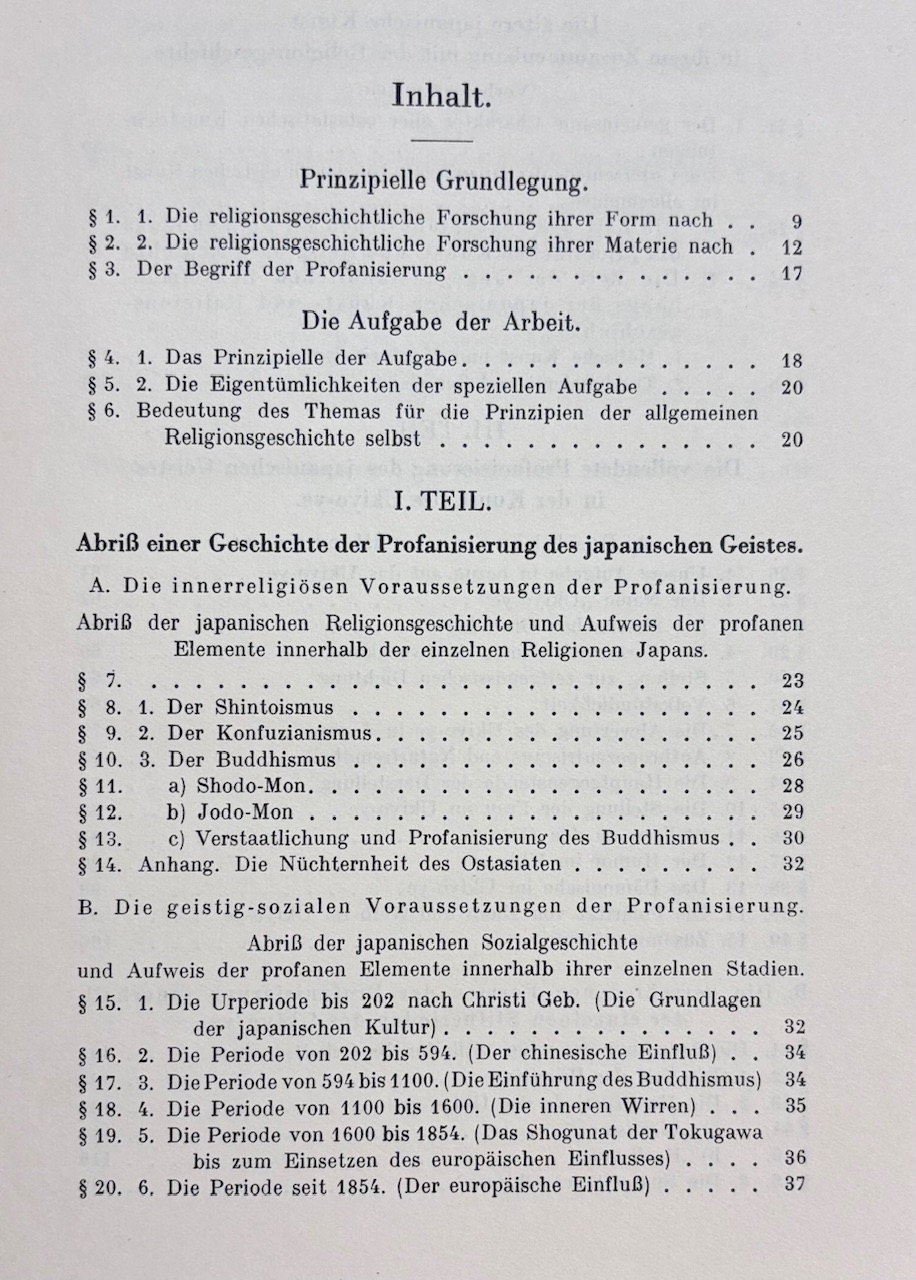 Inhalt.
Prinzipielle Grundlegung.
§ 1. 1. Die religionsgeschichtliche Forschung ihrer Form nach . . 9
§ 2. 2. Die religionsgeschichtliche Forschung ihrer Materie nach . 12
§ 3. Der Begriff der Profanisierung . . . . . . . . . . . . . . 17
Die Aufgabe der Arbeit.
§ 4. 1. Das Prinzipielle der Aufgabe . . . . . . . . . . . . . . 18
§ 5. 2. Die Eigentümlichkeiten der speziellen Aufgabe . . . . . 20
§ 6. Bedeutung des Themas für die Prinzipien der allgemeinen
Religionsgeschichte selbst . . . . . . . . . . . . . . . 20
I. TEIL.
Abriß einer Geschichte der Profanisierung des japanischen Geistes.
A. Die innerreligiösen Voraussetzungen der Profanisierung.
Abriß der japanischen Religionsgeschichte und Aufweis der profanen
Elemente innerhalb der einzelnen Religionen Japans.
§ 7. . . . . . . . . . . . . . . . . . . . . . . . . . . . . 23
§ 8. 1. Der Shintoismus . . . . . . . . . . . . . . . . . . . 24
§ 9. 2. Der Konfuzianismus . . . . . . . . . . . . . . . . . . 25
§ 10. 3. Der Buddhismus . . . . . . . . . . . . . . . . . . . 26
§ 11. a) Shodo-Mon . . . . . . . . . . . . . . . . . . . . . 28
§ 12. b) Jodo-Mon . . . . . . . . . . . . . . . . . . . . . 29
§ 13. c) Verstaatlichung und Profanisierung des Buddhismus . . 30
§ 14. Anhang. Die Nüchternheit des Ostasiaten . . . . . . . . . 32
B. Die geistig-sozialen Voraussetzungen der Profanisierung.
Abriß der japanischen Sozialgeschichte
und Aufweis der profanen Elemente innerhalb ihrer einzelnen Stadien.
§ 15. 1. Die Urperiode bis 202 nach Christi Geb. (Die Grundlagen
der japanischen Kultur) . . . . . . . . . . . . . . . 32
§ 16. 2. Die Periode von 202 bis 594. (Der chinesische Einfluß) . . 34
§ 17. 3. Die Periode von 594 bis 1100. (Die Einführung des Buddhismus) 34
§ 18. 4. Die Periode von 1100 bis 1600. (Die inneren Wirren) . . . 35
§ 19. 5. Die Periode von 1600 bis 1854. (Das Shogunat der Tokugawa
bis zum Einsetzen des europäischen Einflusses) . . . . 36
§ 20. 6. Die Periode seit 1854. (Der europäische Einfluß) . . . . . 37